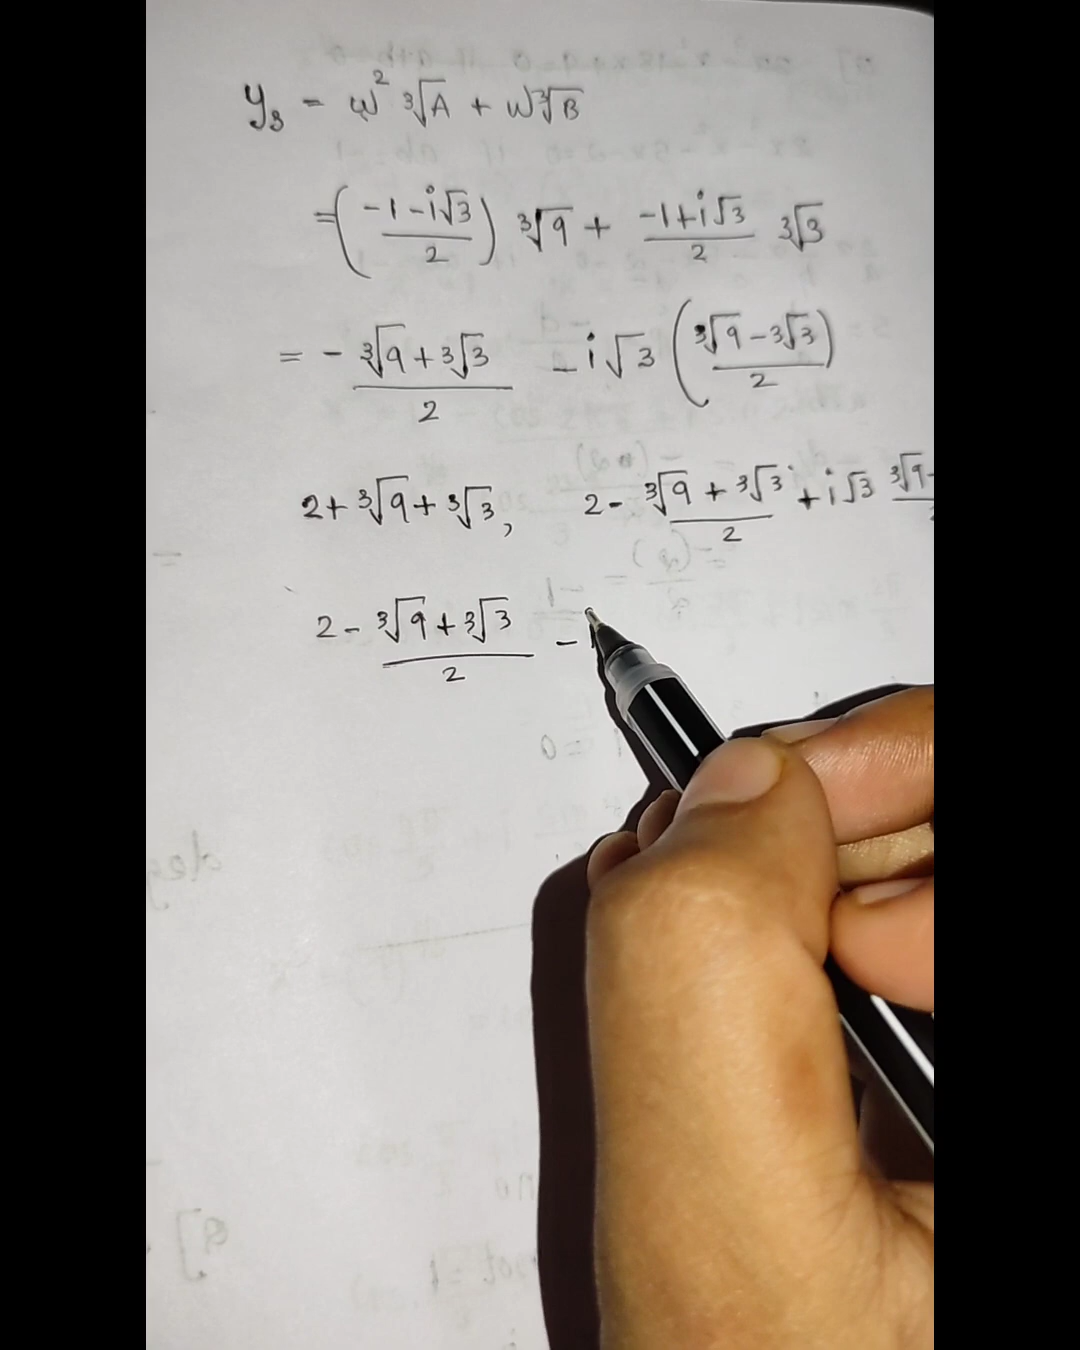 y₃ = ω² ∛A + ω∛B
= ( (-1-i√3)/2 ) ∛9 + (-1+i√3)/2 ∛3
= - (∛9 + ∛3)/2 - i√3 ( (∛9 - ∛3)/2 )
2 + ∛9 + ∛3, 2 - (∛9 + ∛3)/2 + i√3 ∛9-
2 - (∛9 + ∛3)/2 -